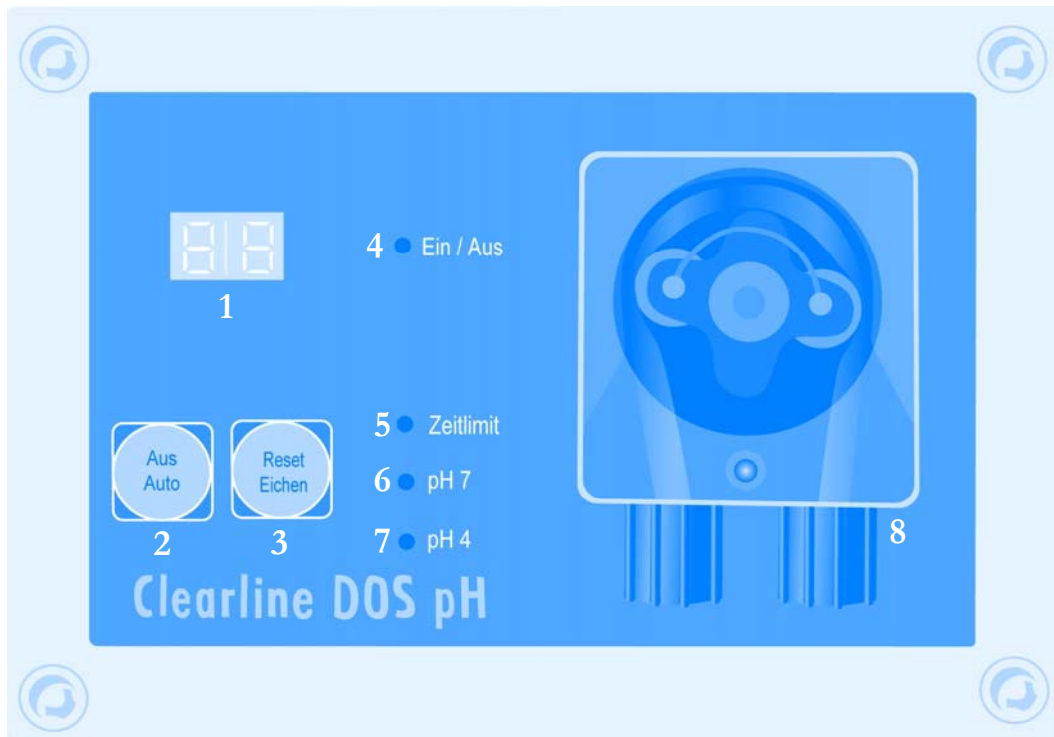 4 Ein / Aus
1
5 Zeitlimit
Aus
Auto
Reset
Eichen
6 pH 7
2
3
7 pH 4
8
Clearline DOS pH